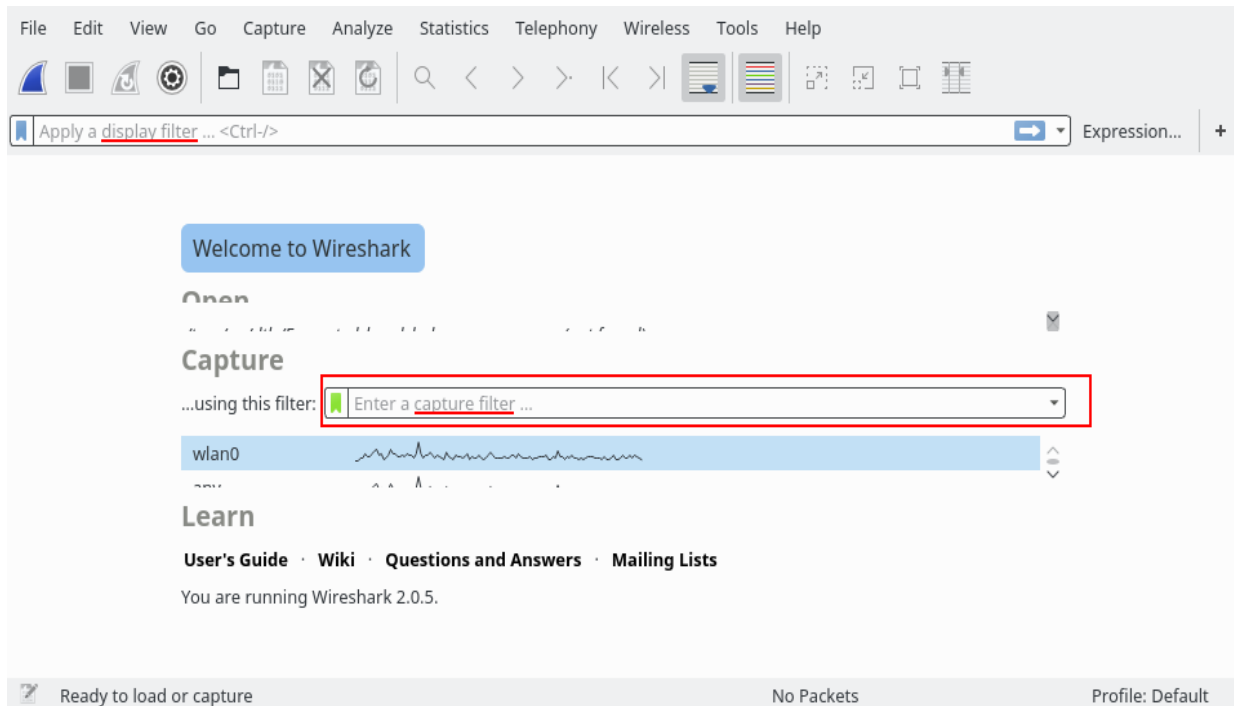 File Edit View Go Capture Analyze Statistics Telephony Wireless Tools Help
Apply a display filter ... <Ctrl-/>
Expression... +
Welcome to Wireshark
Open
Capture
...using this filter: Enter a capture filter ...
wlan0
any
Learn
User's Guide · Wiki · Questions and Answers · Mailing Lists
You are running Wireshark 2.0.5.
Ready to load or capture No Packets Profile: Default